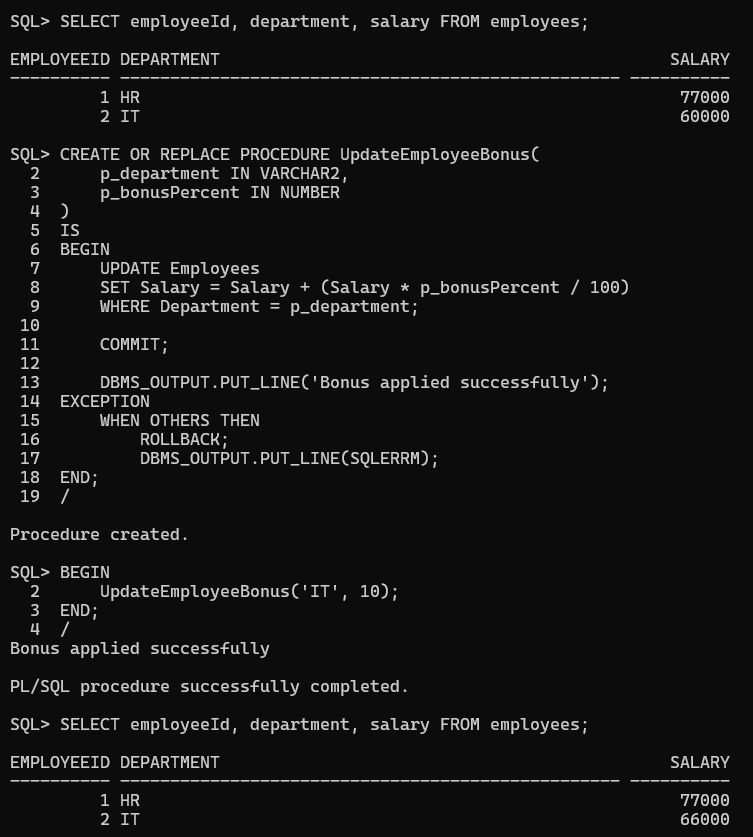 SQL> SELECT employeeId, department, salary FROM employees;
EMPLOYEEID DEPARTMENT                                             SALARY
---------- -------------------------------------------------- ----------
         1 HR                                                      77000
         2 IT                                                      60000
SQL> CREATE OR REPLACE PROCEDURE UpdateEmployeeBonus(
  2      p_department IN VARCHAR2,
  3      p_bonusPercent IN NUMBER
  4  )
  5  IS
  6  BEGIN
  7      UPDATE Employees
  8      SET Salary = Salary + (Salary * p_bonusPercent / 100)
  9      WHERE Department = p_department;
 10
 11      COMMIT;
 12
 13      DBMS_OUTPUT.PUT_LINE('Bonus applied successfully');
 14  EXCEPTION
 15      WHEN OTHERS THEN
 16          ROLLBACK;
 17          DBMS_OUTPUT.PUT_LINE(SQLERRM);
 18  END;
 19  /
Procedure created.
SQL> BEGIN
  2      UpdateEmployeeBonus('IT', 10);
  3  END;
  4  /
Bonus applied successfully
PL/SQL procedure successfully completed.
SQL> SELECT employeeId, department, salary FROM employees;
EMPLOYEEID DEPARTMENT                                             SALARY
---------- -------------------------------------------------- ----------
         1 HR                                                      77000
         2 IT                                                      66000